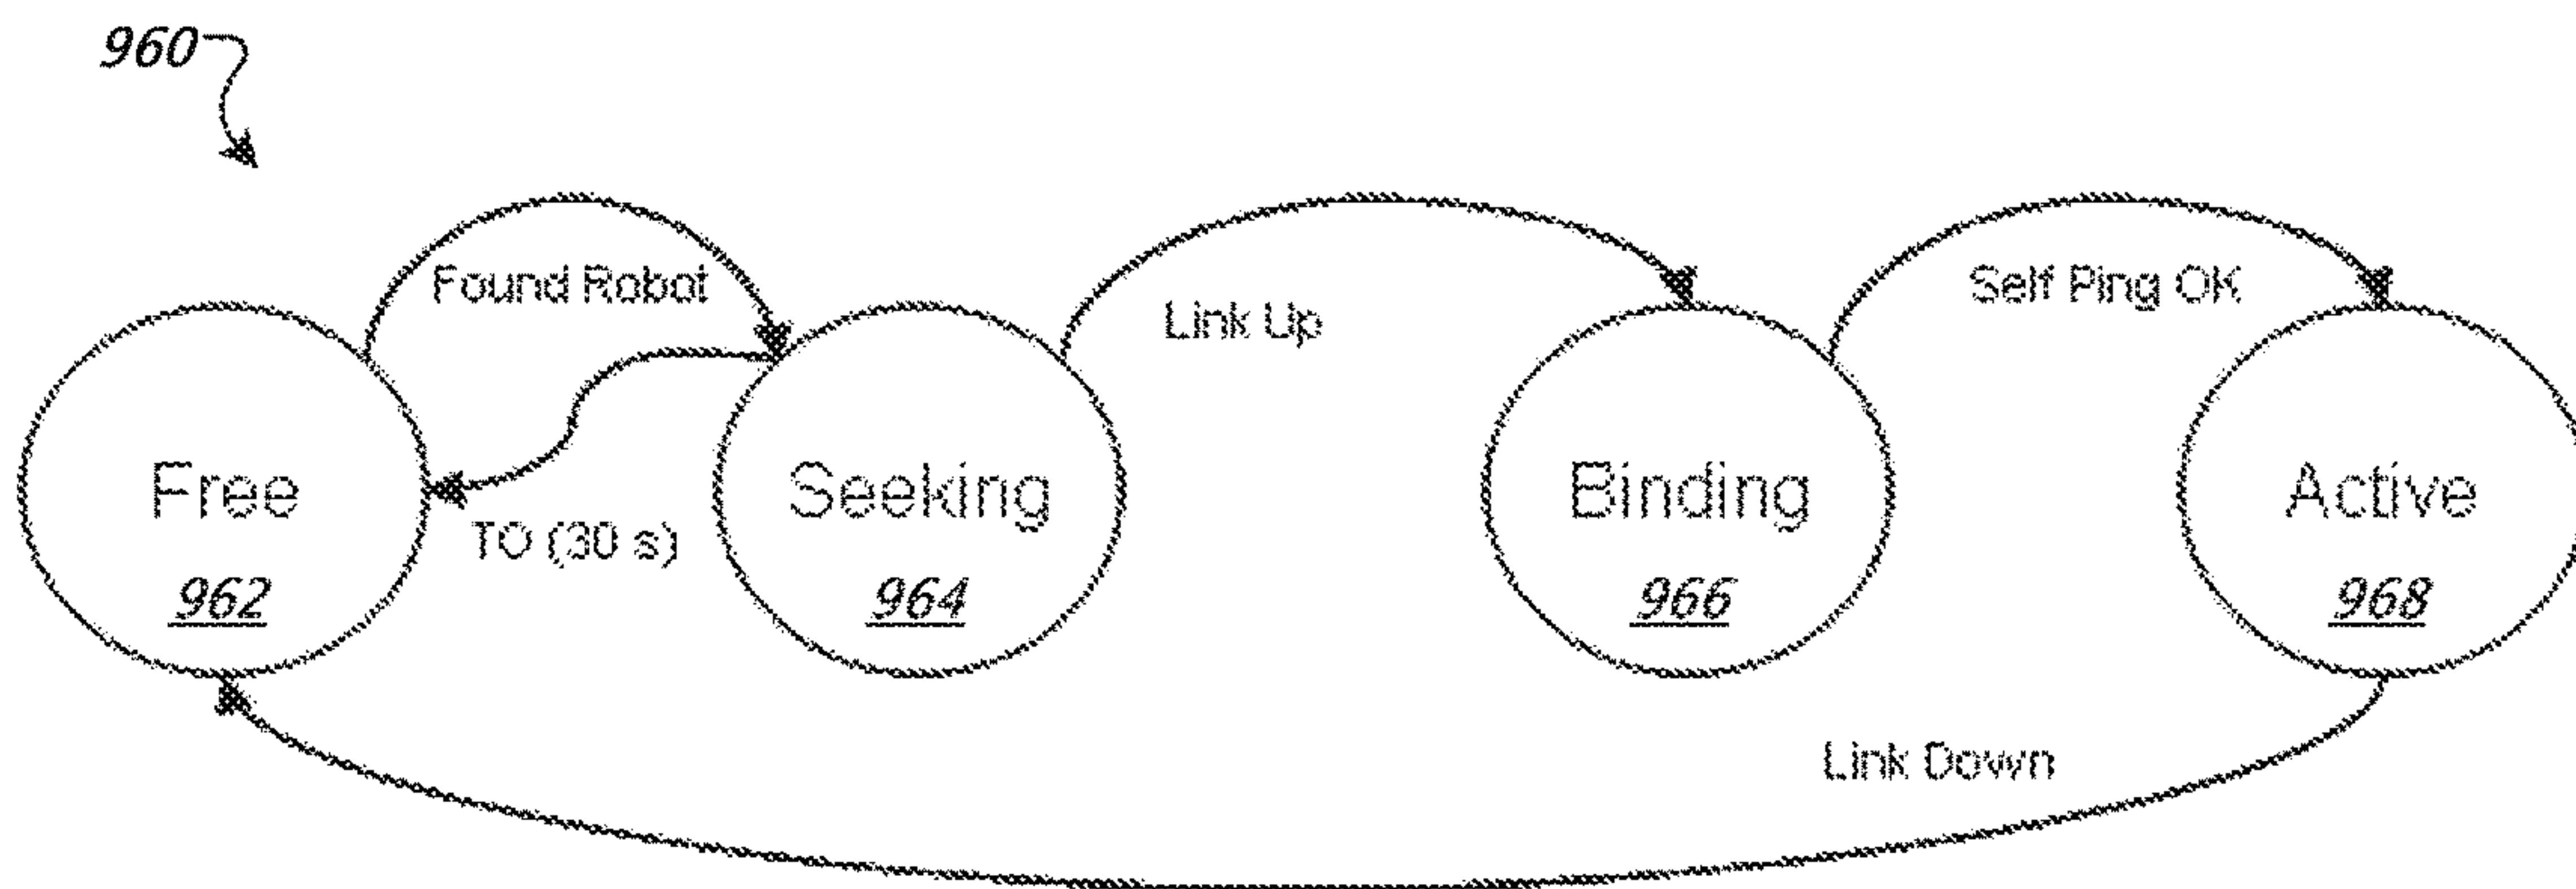 960
Found Robot
Link Up
Self Ping OK
Free
Seeking
Binding
Active
TO (30 s)
962
964
966
968
Link Down